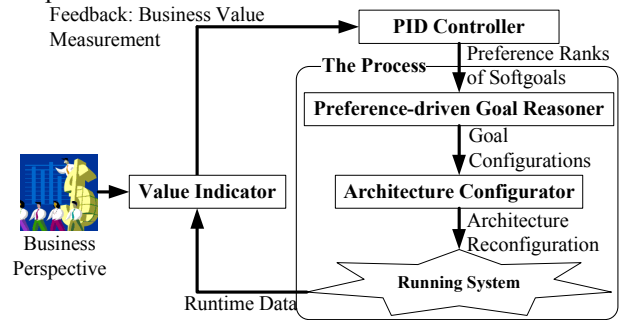 Feedback: Business Value
Measurement
PID Controller
Preference Ranks
of Softgoals
The Process
Preference-driven Goal Reasoner
Goal
Configurations
Value Indicator
Architecture Configurator
Business
Perspective
Architecture
Reconfiguration
Running System
Runtime Data